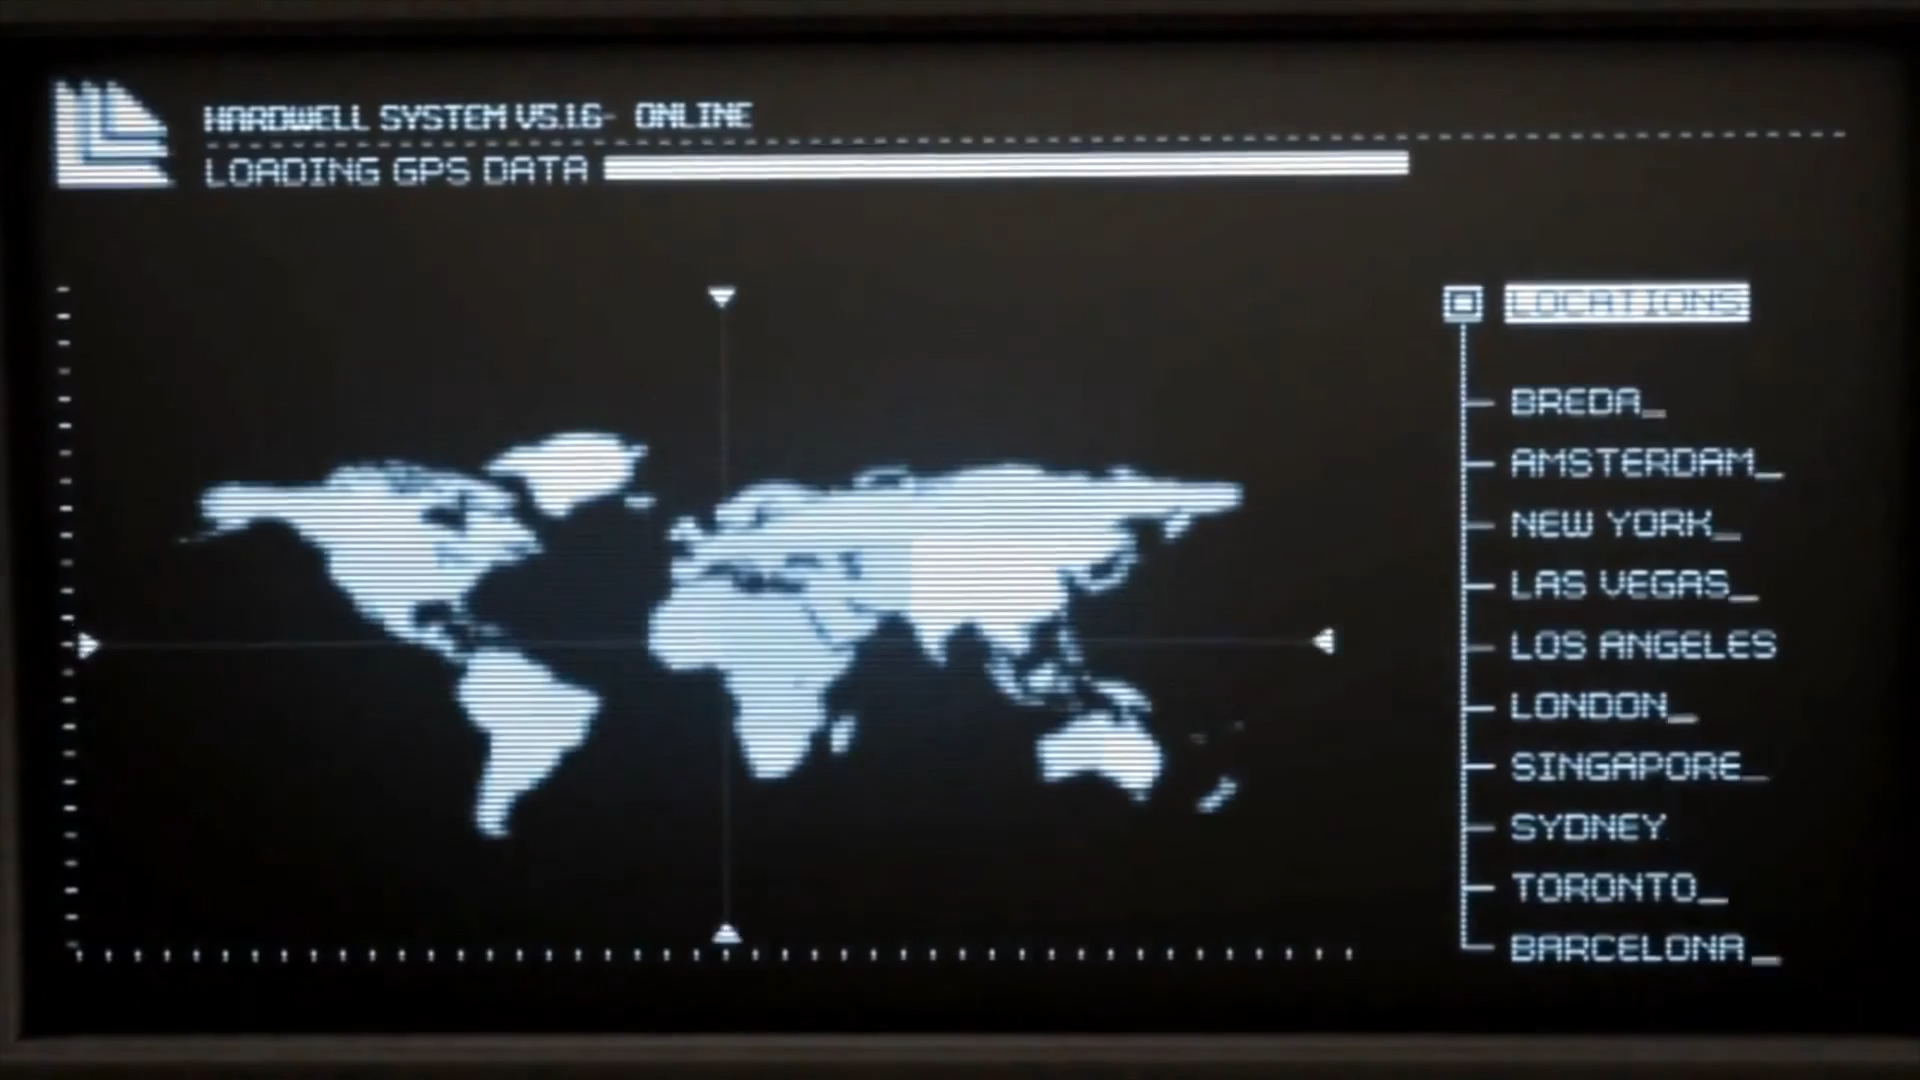 HARDWELL SYSTEM V5.1.6- ONLINE
LOADING GPS DATA
LOCATIONS
BREDA_
AMSTERDAM_
NEW YORK_
LAS VEGAS_
LOS ANGELES
LONDON_
SINGAPORE_
SYDNEY
TORONTO_
BARCELONA_